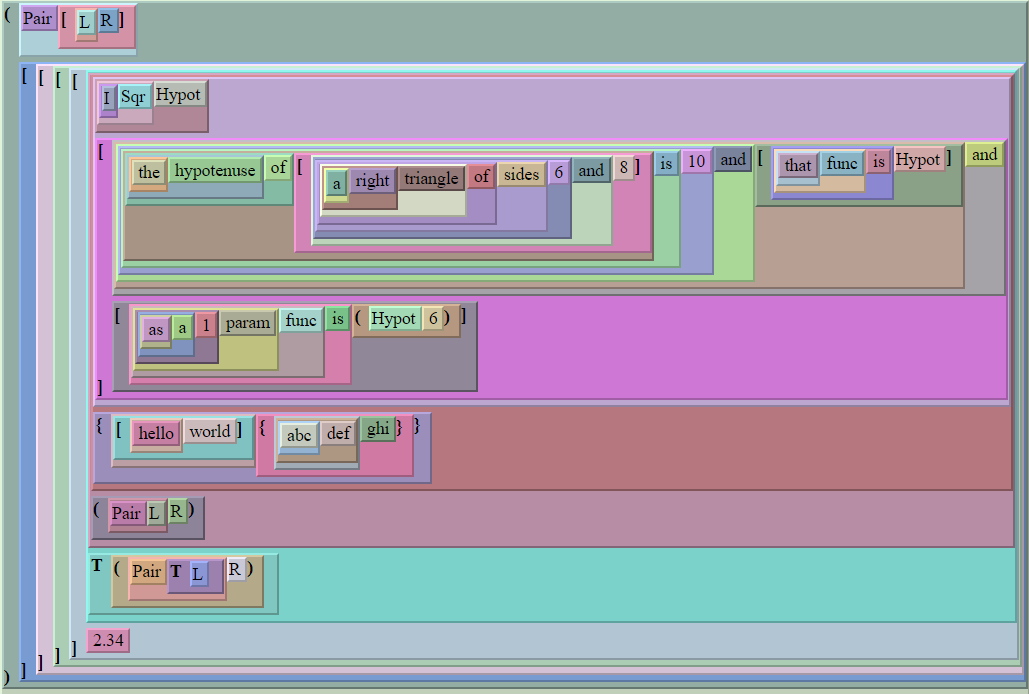 ( Pair [ L R ]
[ [ [ [
I Sqr Hypot
[ the hypotenuse of [ a right triangle of sides 6 and 8 ] is 10 and [ that func is Hypot ] and
[ as a 1 param func is ( Hypot 6 ) ]
]
{ [ hello world ] { abc def ghi } }
( Pair L R )
T ( Pair T L R )
2.34
] ] ] ]
)